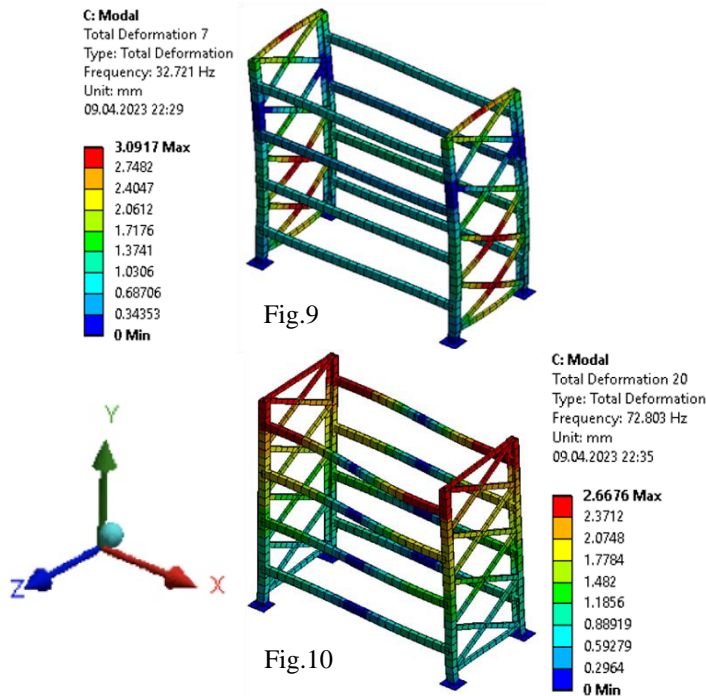 C: Modal
Total Deformation 7
Type: Total Deformation
Frequency: 32.721 Hz
Unit: mm
09.04.2023 22:29
3.0917 Max
2.7482
2.4047
2.0612
1.7176
1.3741
1.0306
0.68706
0.34353
0 Min
Fig.9
C: Modal
Total Deformation 20
Type: Total Deformation
Frequency: 72.803 Hz
Unit: mm
09.04.2023 22:35
2.6676 Max
2.3712
2.0748
1.7784
1.482
1.1856
0.88919
0.59279
0.2964
0 Min
Y
Z
X
Fig.10